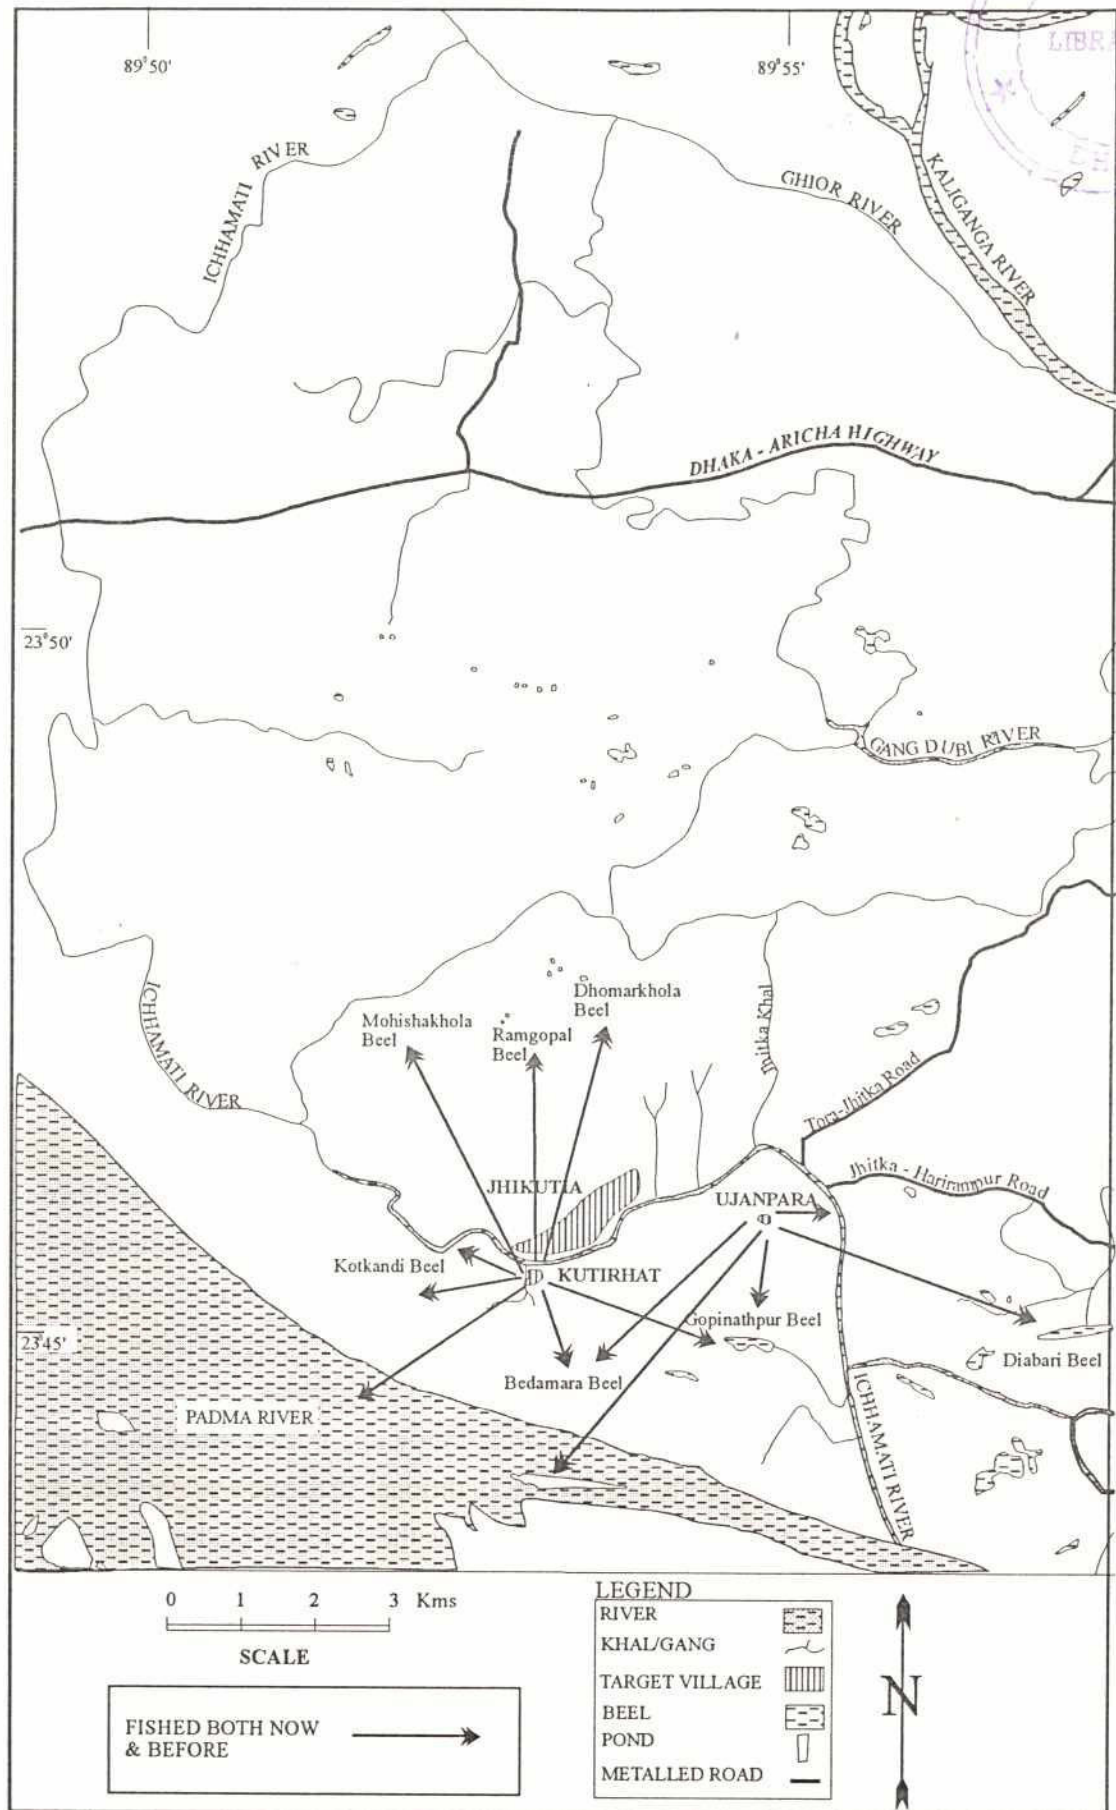 LIBRA
89°50'
89°55'
ICHHAMATI RIVER
GHIOR RIVER
KALIGANGA RIVER
DHAKA - ARICHA HIGHWAY
23°50'
GANG DUBI RIVER
ICHHAMATI RIVER
Mohishakhola
Beel
Ramgopal
Beel
Dhomarkhola
Beel
Jhitka Khal
Tora-Jhitka Road
Jhitka - Harirampur Road
JHIKUTIA
UJANPARA
Kotkandi Beel
KUTIRHAT
Gopinathpur Beel
23°45'
Diabari Beel
Bedamara Beel
PADMA RIVER
ICHHAMATI RIVER
0 1 2 3 Kms
SCALE
FISHED BOTH NOW
& BEFORE
LEGEND
RIVER
KHAL/GANG
TARGET VILLAGE
BEEL
POND
METALLED ROAD
N